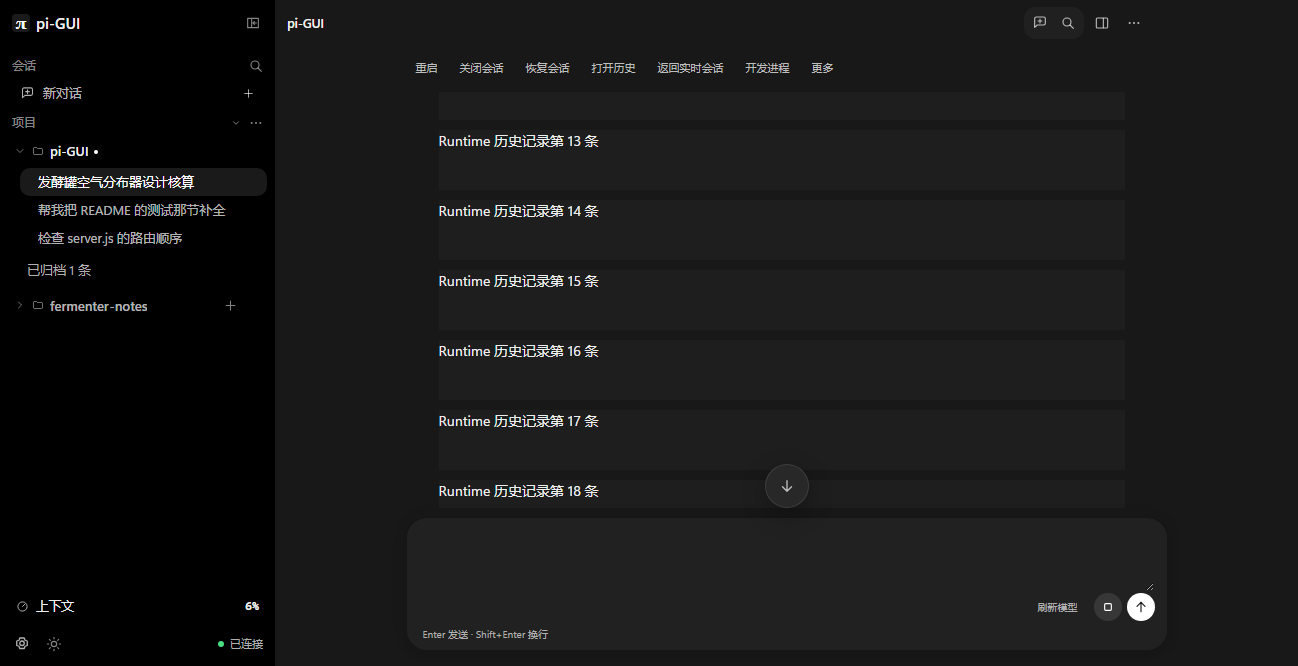 π pi-GUI
会话
新对话
项目
pi-GUI
发酵罐空气分布器设计核算
帮我把 README 的测试那节补全
检查 server.js 的路由顺序
已归档 1 条
fermenter-notes
上下文 6%
已连接
pi-GUI
重启 关闭会话 恢复会话 打开历史 返回实时会话 开发进程 更多
Runtime 历史记录第 13 条
Runtime 历史记录第 14 条
Runtime 历史记录第 15 条
Runtime 历史记录第 16 条
Runtime 历史记录第 17 条
Runtime 历史记录第 18 条
刷新模型
Enter 发送 · Shift+Enter 换行